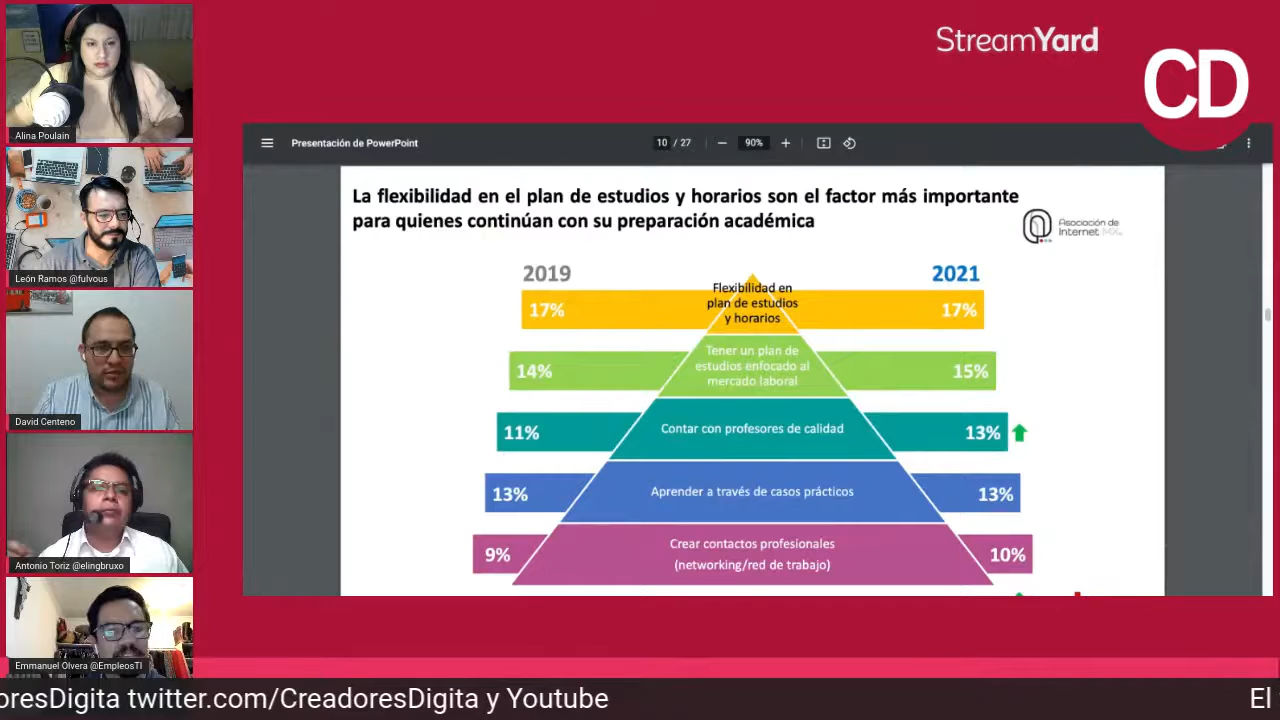 StreamYard
CD
Alina Poulain
León Ramos @fulvous
David Centeno
Antonio Toriz @elingbruxo
Emmanuel Olvera @EmpleosTI
Presentación de PowerPoint
10 / 27
90%
La flexibilidad en el plan de estudios y horarios son el factor más importante
para quienes continúan con su preparación académica
Asociación de
Internet MX
2019
2021
17%
Flexibilidad en
plan de estudios
y horarios
17%
14%
Tener un plan de
estudios enfocado al
mercado laboral
15%
11%
Contar con profesores de calidad
13%
13%
Aprender a través de casos prácticos
13%
9%
Crear contactos profesionales
(networking/red de trabajo)
10%
oresDigita twitter.com/CreadoresDigita y Youtube
El